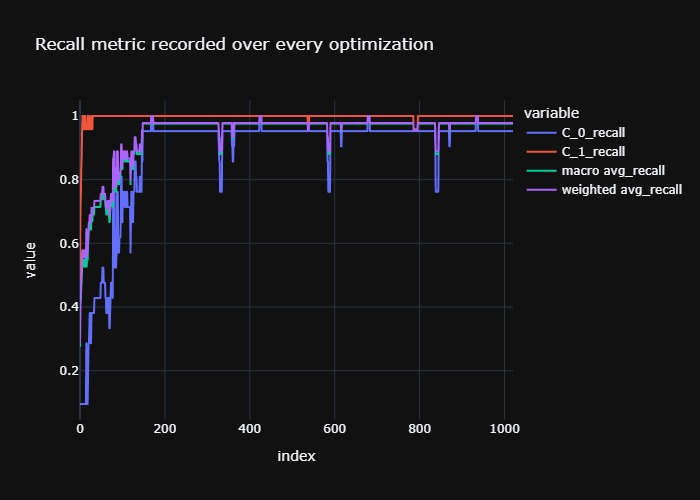 Recall metric recorded over every optimization
variable
C_0_recall
C_1_recall
macro avg_recall
weighted avg_recall
value
1
0.8
0.6
0.4
0.2
0 200 400 600 800 1000
index